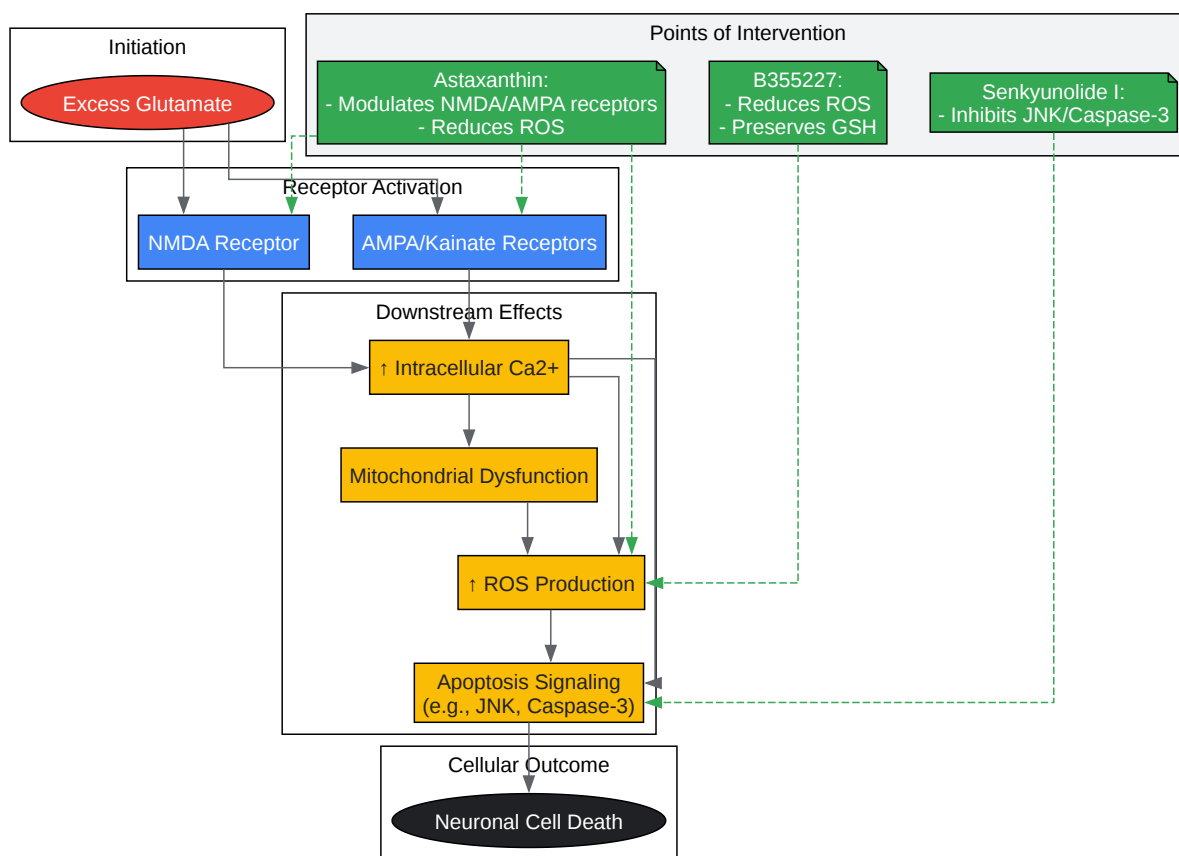 Points of Intervention
Initiation
Excess Glutamate
Astaxanthin:
- Modulates NMDA/AMPA receptors
- Reduces ROS
B355227:
- Reduces ROS
- Preserves GSH
Senkyunolide I:
- Inhibits JNK/Caspase-3
Receptor Activation
NMDA Receptor
AMPA/Kainate Receptors
Downstream Effects
↑ Intracellular Ca2+
Mitochondrial Dysfunction
↑ ROS Production
Apoptosis Signaling
(e.g., JNK, Caspase-3)
Cellular Outcome
Neuronal Cell Death